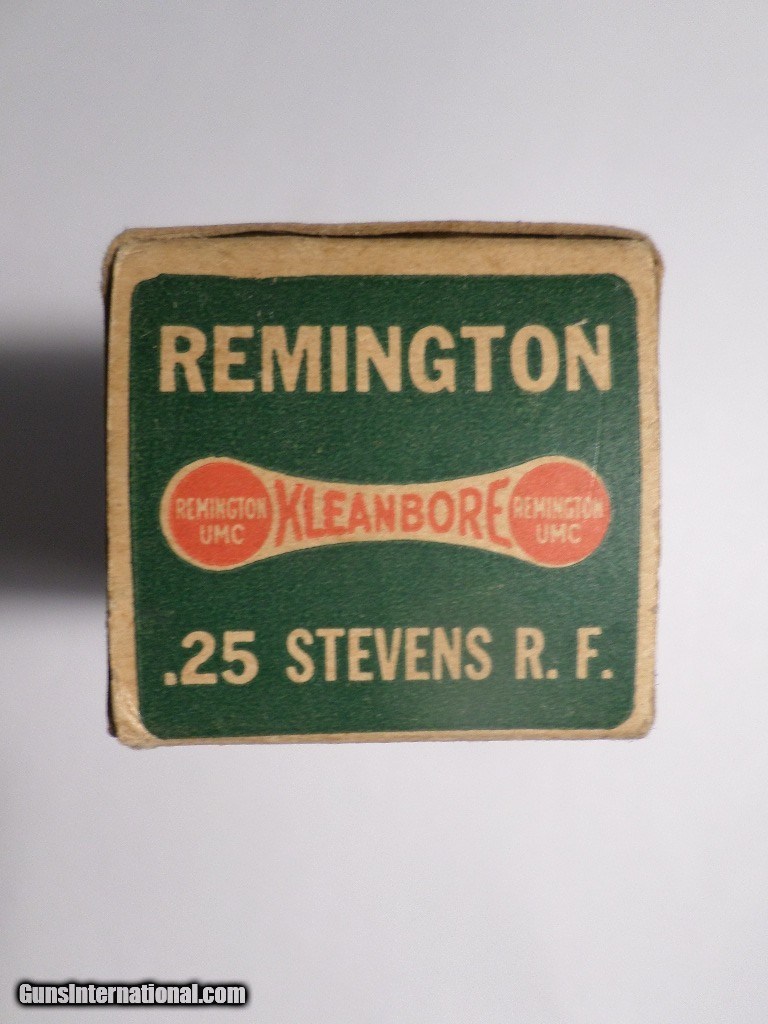 REMINGTON
REMINGTON UMC KLEANBORE REMINGTON UMC
.25 STEVENS R. F.
GunsInternational.com